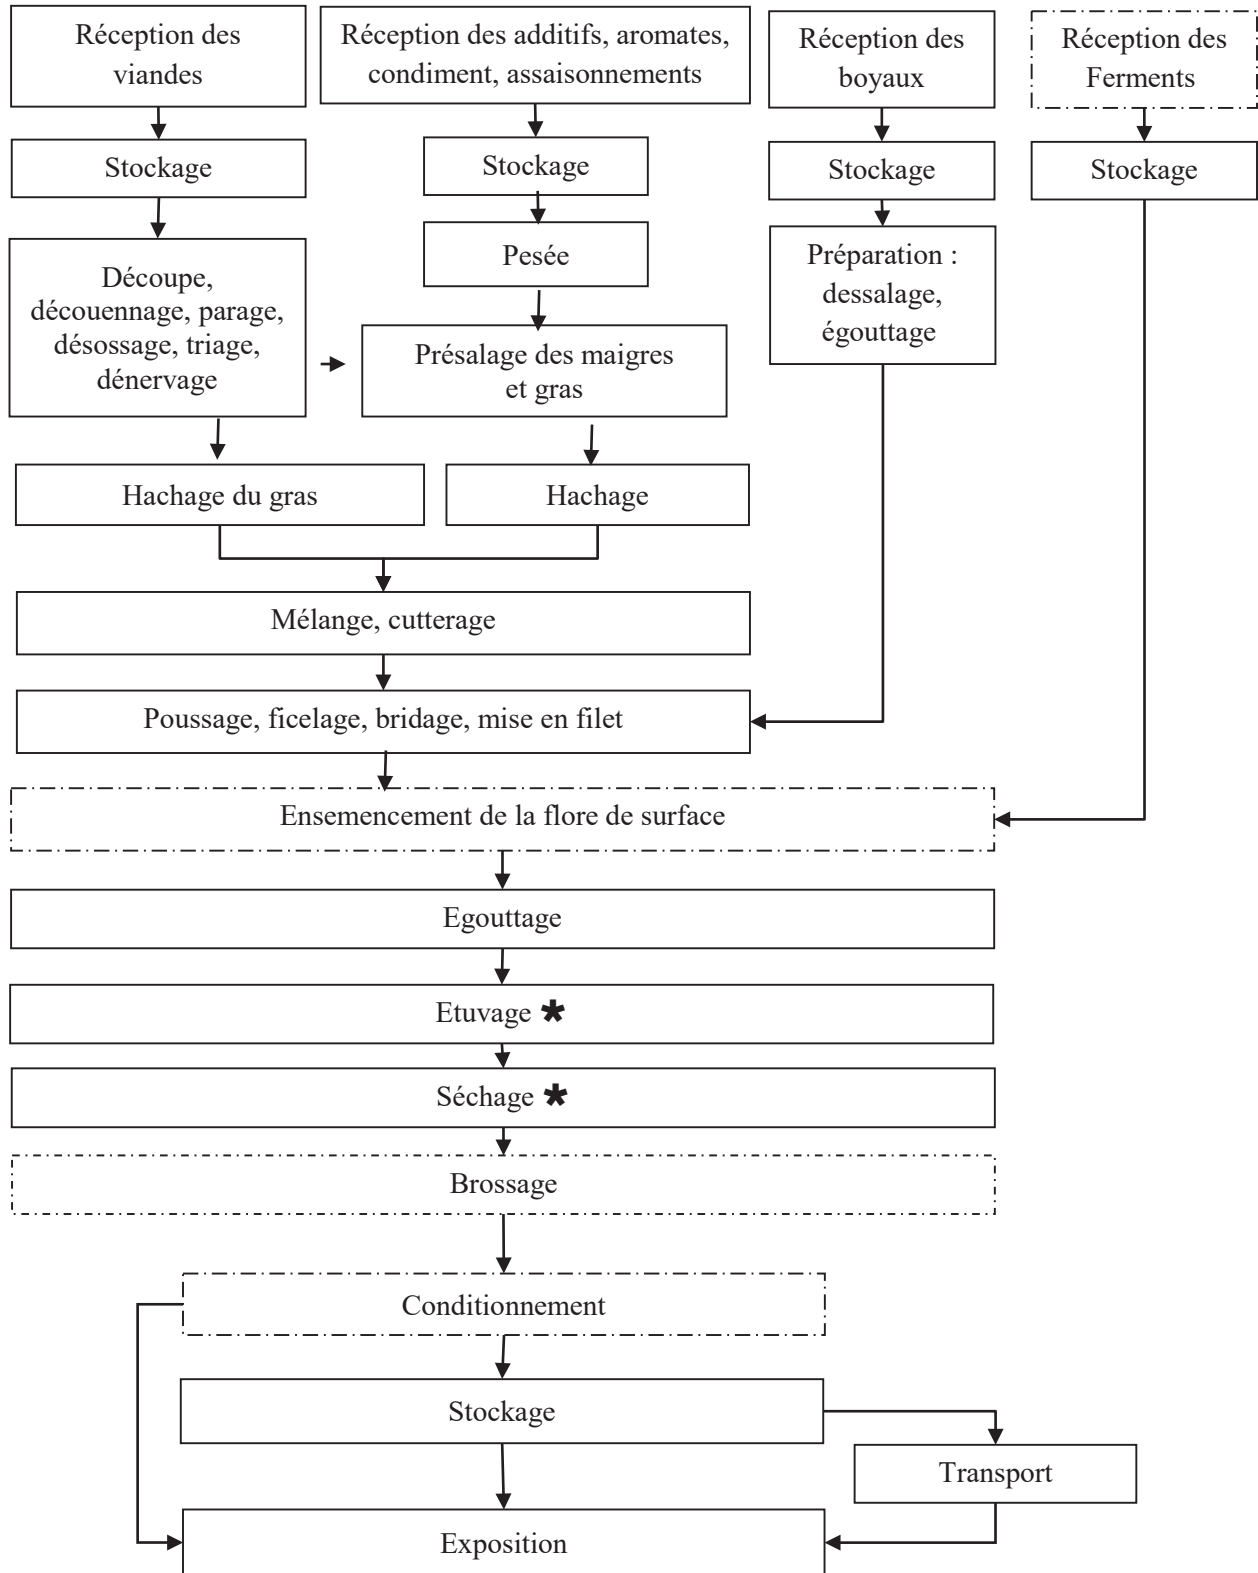 Réception des
viandes
Réception des additifs, aromates,
condiment, assaisonnements
Réception des
boyaux
Réception des
Ferments
Stockage
Stockage
Stockage
Stockage
Découpe,
découennage, parage,
désossage, triage,
dénervage
Pesée
Préparation :
dessalage,
égouttage
Présalage des maigres
et gras
Hachage du gras
Hachage
Mélange, cutterage
Poussage, ficelage, bridage, mise en filet
Ensemencement de la flore de surface
Egouttage
Etuvage *
Séchage *
Brossage
Conditionnement
Stockage
Transport
Exposition